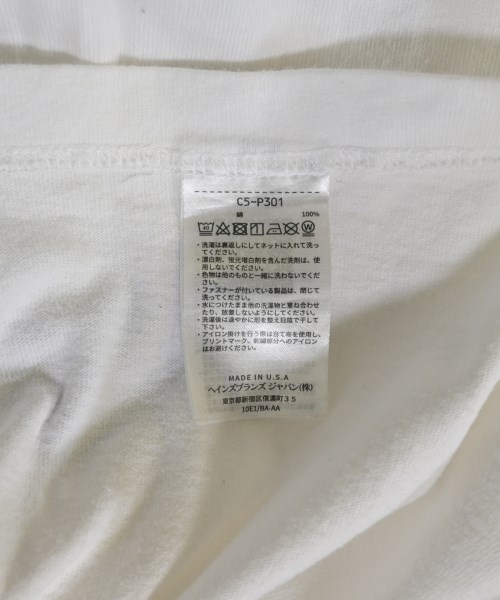 C5-P301
綿 100%
・洗濯は裏返しにしてネットに入れて洗っ
てください。
・漂白剤、蛍光増白剤を含んだ洗剤は、使
用しないでください。
・色物は他のものと一緒に洗わないでくだ
さい。
・ファスナーが付いている製品は、閉じて
洗ってください。
・水につけたまま他の洗濯物と重ね合わせ
たり、放置しないようにしてください。
・洗濯後は速やかに形を整え日陰で干して
下さい。
・アイロン掛けを行う際は当て布を使用し、
プリントマーク、刺繍部分へのアイロン
はお避けください。
MADE IN U.S.A
ヘインズブランズ ジャパン(株)
東京都新宿区信濃町35
10E1/BA-AA